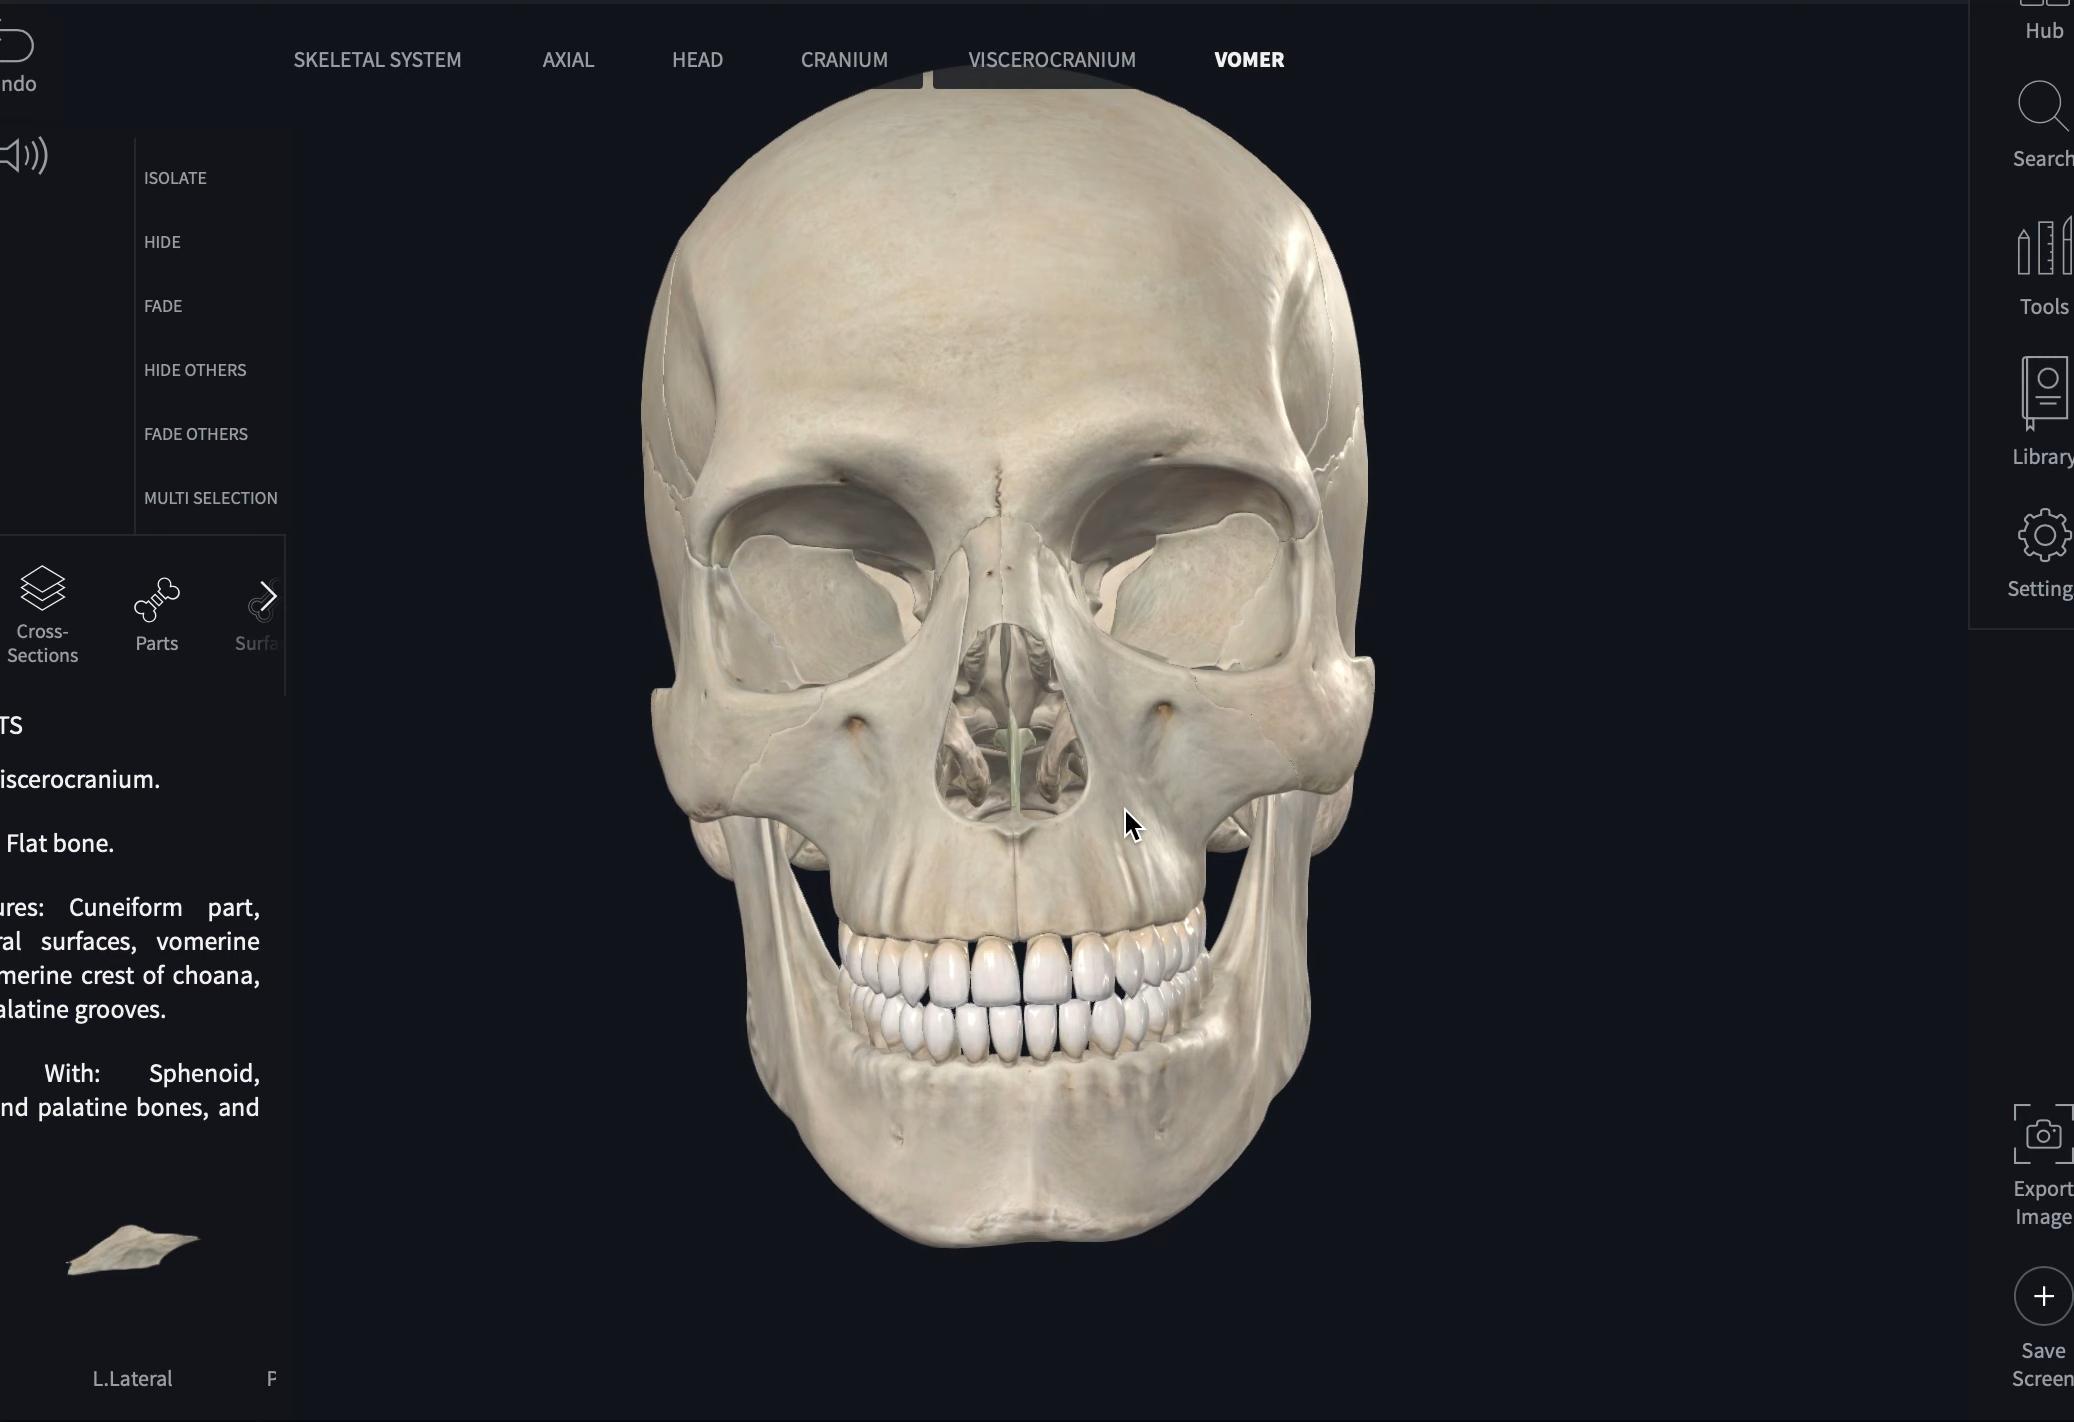 SKELETAL SYSTEM AXIAL HEAD CRANIUM VISCEROCRANIUM VOMER
ndo
ISOLATE
HIDE
FADE
HIDE OTHERS
FADE OTHERS
MULTI SELECTION
Cross-
Sections
Parts
Surfa
TS
iscerocranium.
Flat bone.
ures: Cuneiform part,
ral surfaces, vomerine
merine crest of choana,
alatine grooves.
With: Sphenoid,
nd palatine bones, and
L.Lateral
P
Hub
Search
Tools
Library
Setting
Export
Image
Save
Screen